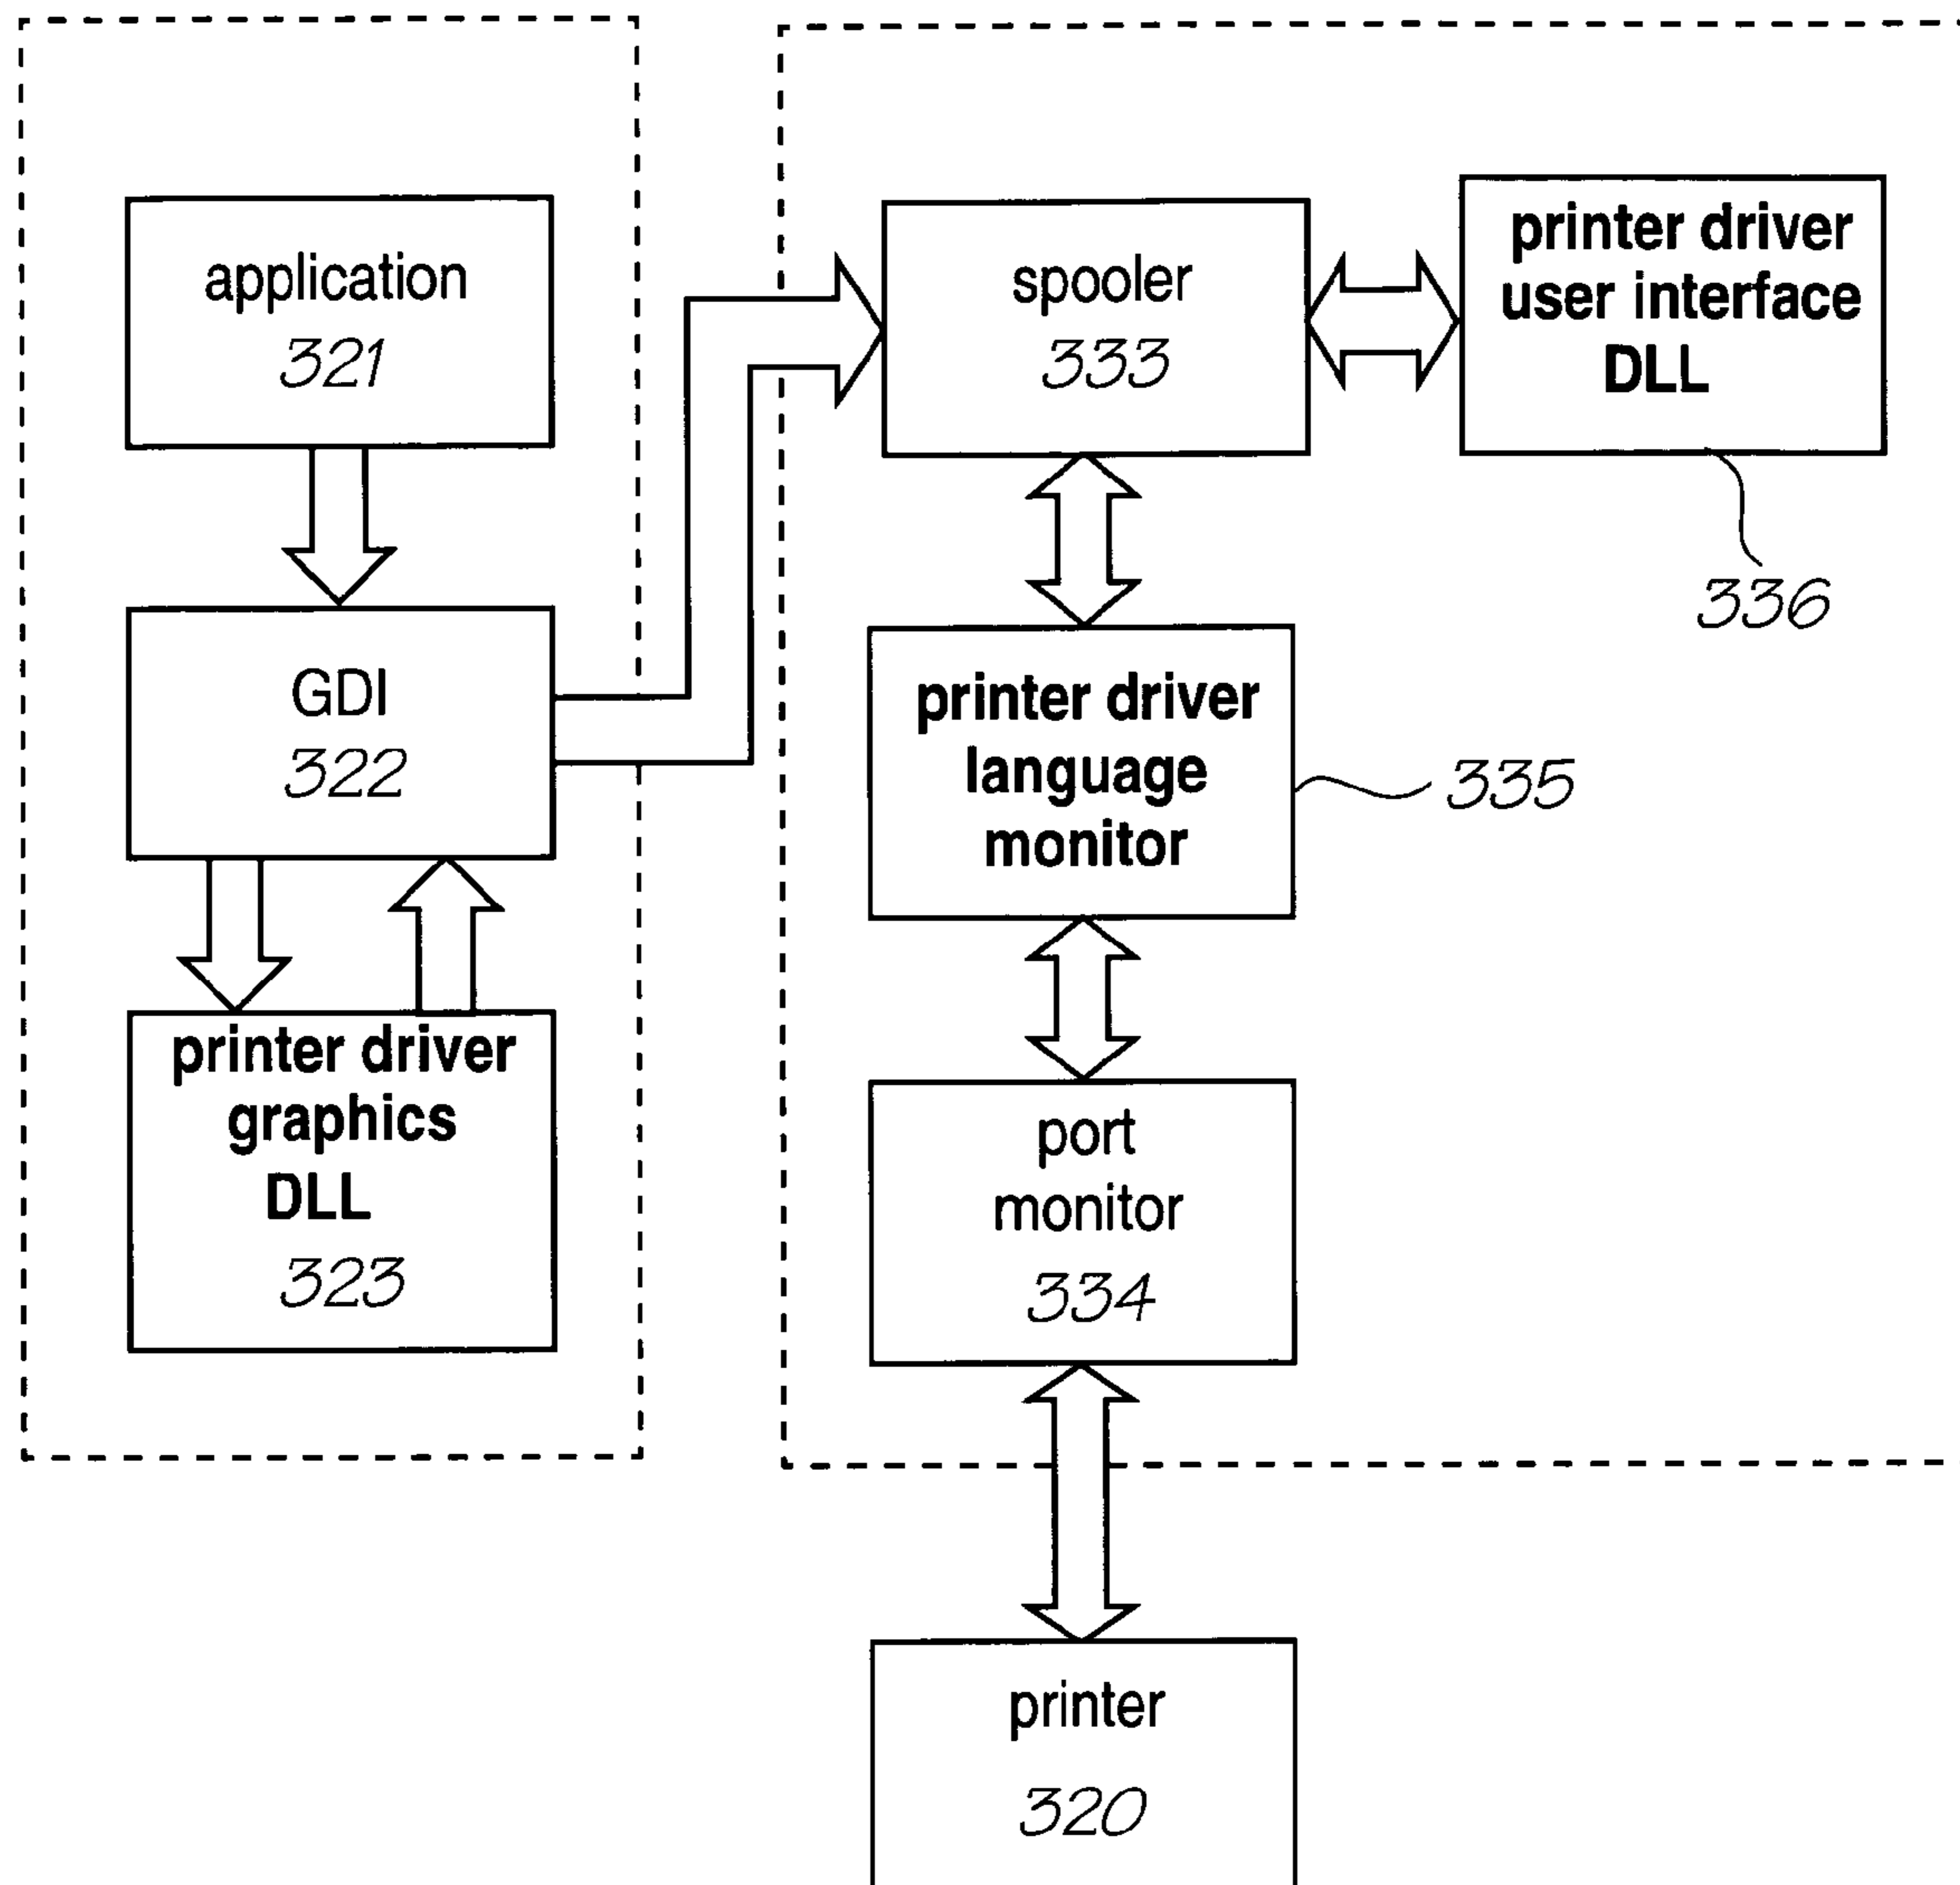 application
321
GDI
322
printer driver
graphics
DLL
323
spooler
333
printer driver
user interface
DLL
336
printer driver
language
monitor
335
port
monitor
334
printer
320